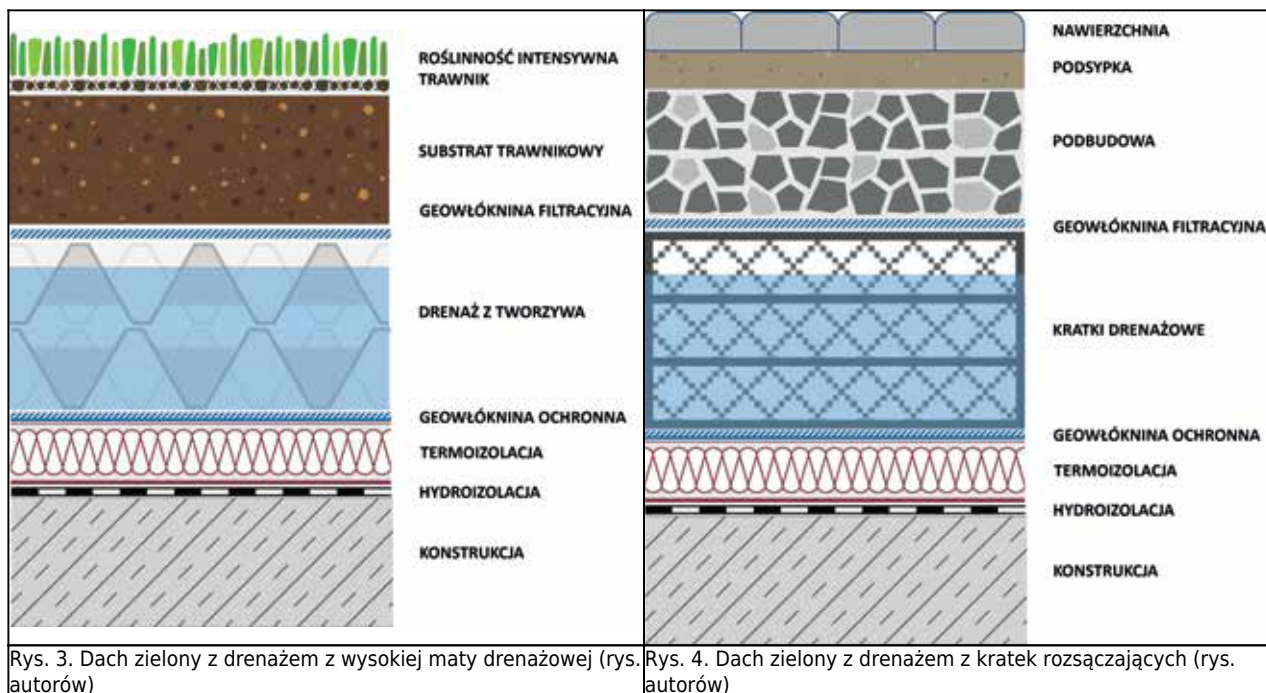 ROŚLINNOŚĆ INTENSYWNA
TRAWNIK
SUBSTRAT TRAWNIKOWY
GEOWŁÓKNINA FILTRACYJNA
DRENAŻ Z TWORZYWA
GEOWŁÓKNINA OCHRONNA
TERMOIZOLACJA
HYDROIZOLACJA
KONSTRUKCJA
Rys. 3. Dach zielony z drenażem z wysokiej maty drenażowej (rys.
autorów)
NAWIERZCHNIA
PODSYPKA
PODBUDOWA
GEOWŁÓKNINA FILTRACYJNA
KRATKI DRENAŻOWE
GEOWŁÓKNINA OCHRONNA
TERMOIZOLACJA
HYDROIZOLACJA
KONSTRUKCJA
Rys. 4. Dach zielony z drenażem z kratek rozsączających (rys.
autorów)